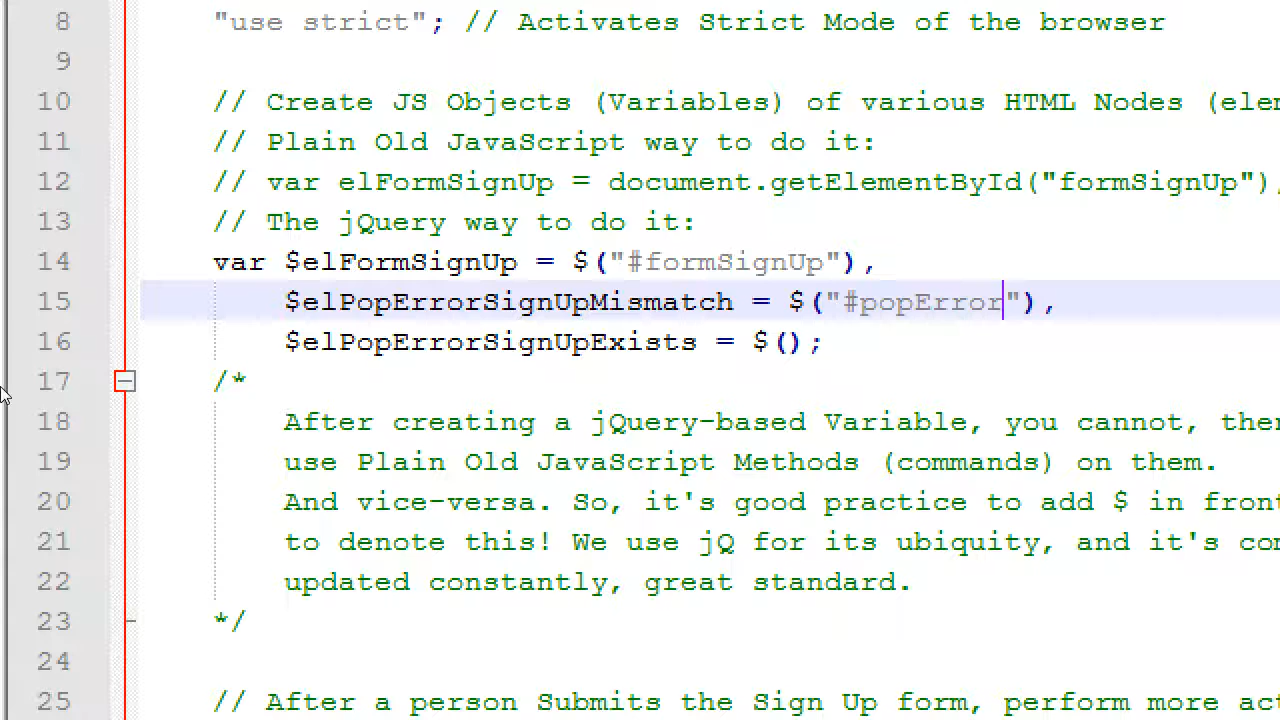 8 "use strict"; // Activates Strict Mode of the browser
9
10 // Create JS Objects (Variables) of various HTML Nodes
11 // Plain Old JavaScript way to do it:
12 // var elFormSignUp = document.getElementById("formSignUp")
13 // The jQuery way to do it:
14 var $elFormSignUp = $("#formSignUp"),
15 $elPopErrorSignUpMismatch = $("#popError"),
16 $elPopErrorSignUpExists = $();
17 /*
18 After creating a jQuery-based Variable, you cannot,
19 use Plain Old JavaScript Methods (commands) on them.
20 And vice-versa. So, it's good practice to add $ in
21 to denote this! We use jQ for its ubiquity, and it's
22 updated constantly, great standard.
23 */
24
25 // After a person Submits the Sign Up form, perform more